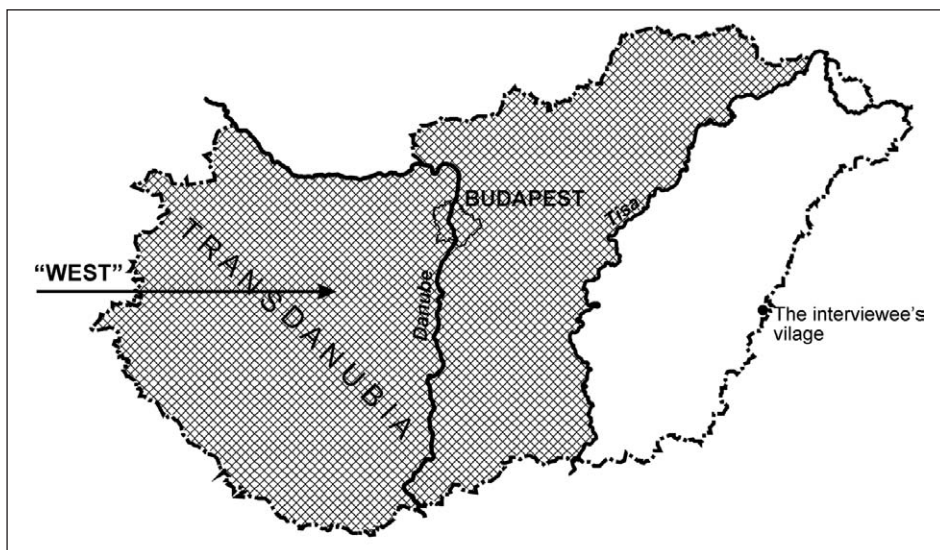 BUDAPEST
Tisa
TRANSDANUBIA
"WEST"
Danube
The interviewee's
vilage